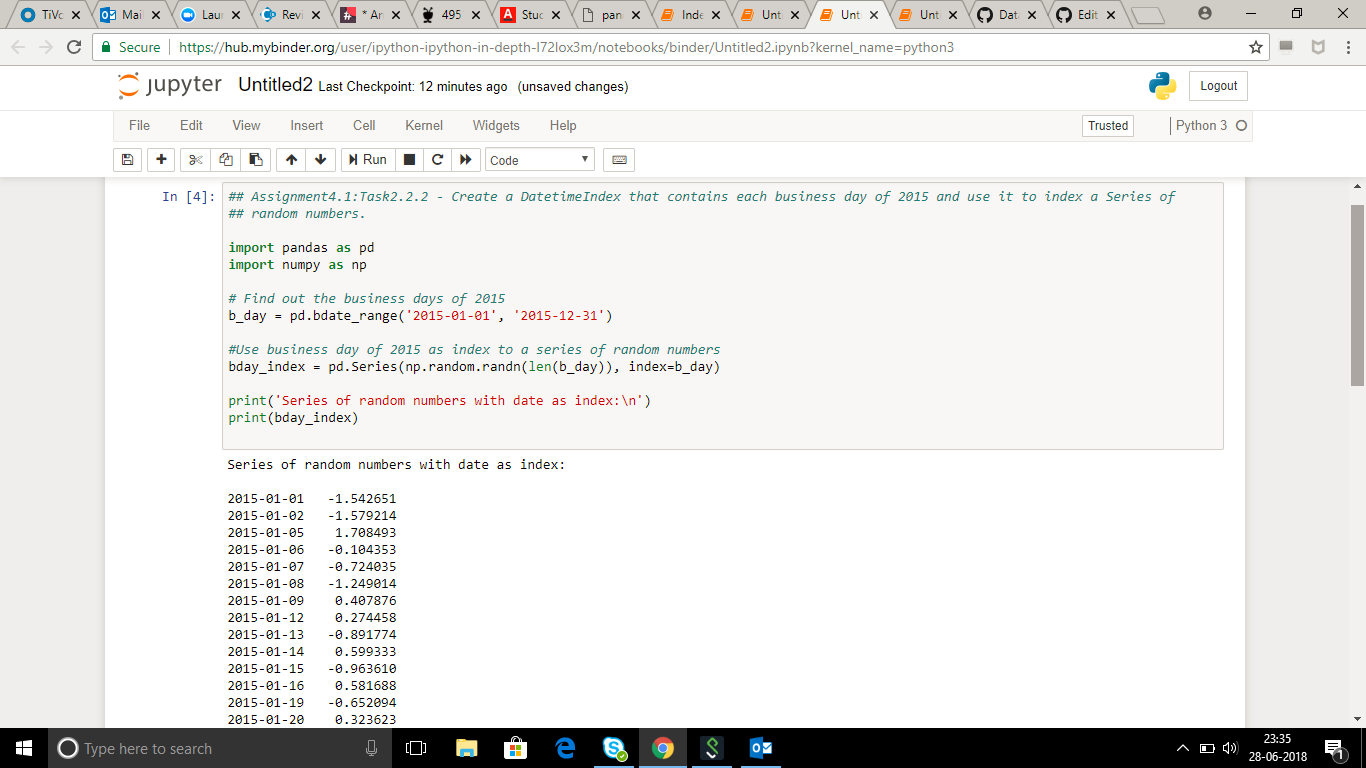 TiVo
Mail
Laun
Revi
* Ar
495
Stuc
pan
Inde
Unt
Unt
Unt
Dat
Edit
Secure
https://hub.mybinder.org/user/ipython-ipython-in-depth-l72lox3m/notebooks/binder/Untitled2.ipynb?kernel_name=python3
jupyter Untitled2 Last Checkpoint: 12 minutes ago (unsaved changes)
Logout
File Edit View Insert Cell Kernel Widgets Help
Trusted
Python 3
Run
Code
In [4]:
## Assignment4.1:Task2.2.2 - Create a DatetimeIndex that contains each business day of 2015 and use it to index a Series of
## random numbers.
import pandas as pd
import numpy as np
# Find out the business days of 2015
b_day = pd.bdate_range('2015-01-01', '2015-12-31')
#Use business day of 2015 as index to a series of random numbers
bday_index = pd.Series(np.random.randn(len(b_day)), index=b_day)
print('Series of random numbers with date as index:\n')
print(bday_index)
Series of random numbers with date as index:
2015-01-01 -1.542651
2015-01-02 -1.579214
2015-01-05 1.708493
2015-01-06 -0.104353
2015-01-07 -0.724035
2015-01-08 -1.249014
2015-01-09 0.407876
2015-01-12 0.274458
2015-01-13 -0.891774
2015-01-14 0.599333
2015-01-15 -0.963610
2015-01-16 0.581688
2015-01-19 -0.652094
2015-01-20 0.323623
Type here to search
23:35
28-06-2018
1